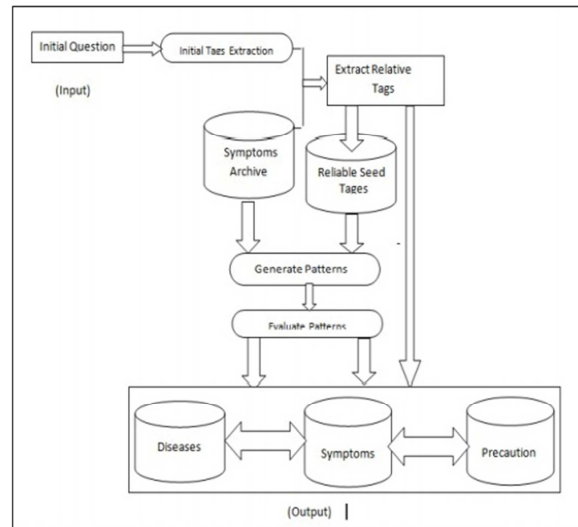 Initial Question
Initial Tags Extraction
Extract Relative
Tags
(Input)
Symptoms
Archive
Reliable Seed
Tages
Generate Patterns
Evaluate Patterns
Diseases
Symptoms
Precaution
(Output)